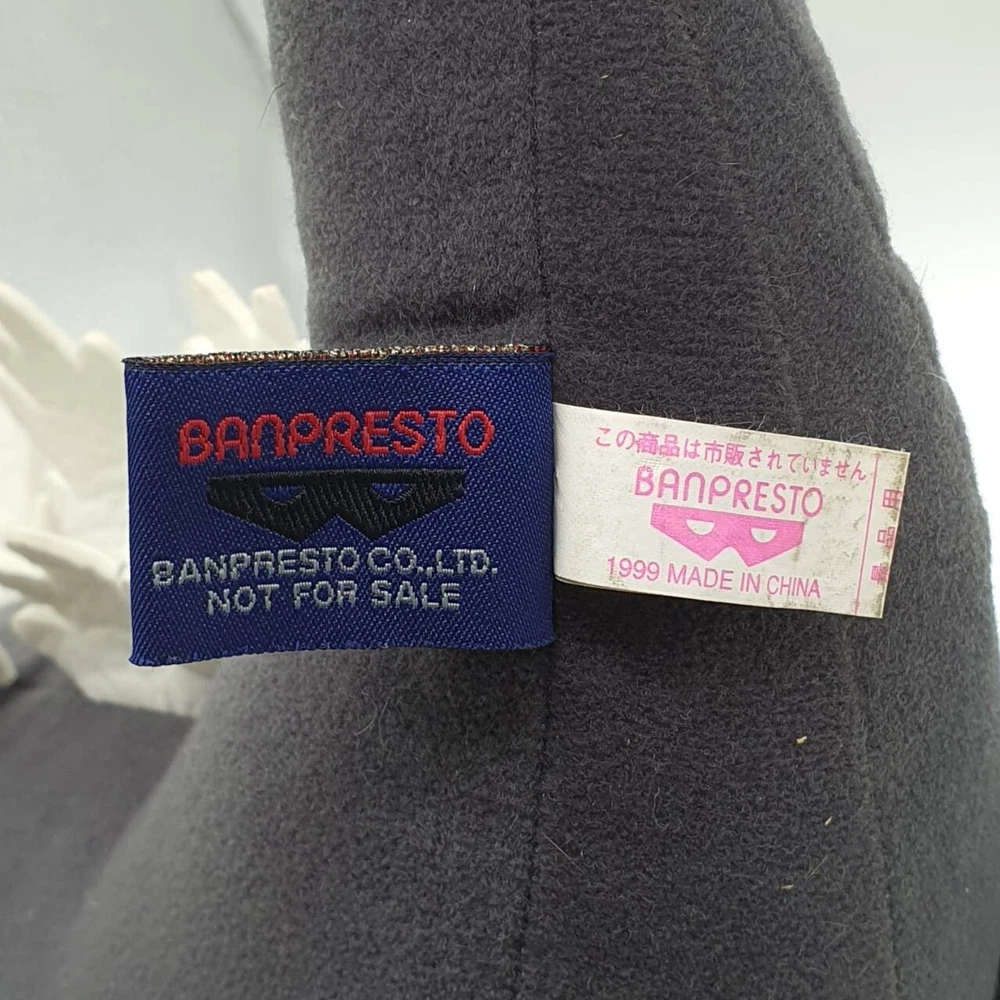 BANPRESTO
BANPRESTO CO.,LTD.
NOT FOR SALE
この商品は市販されていません
BANPRESTO
1999 MADE IN CHINA